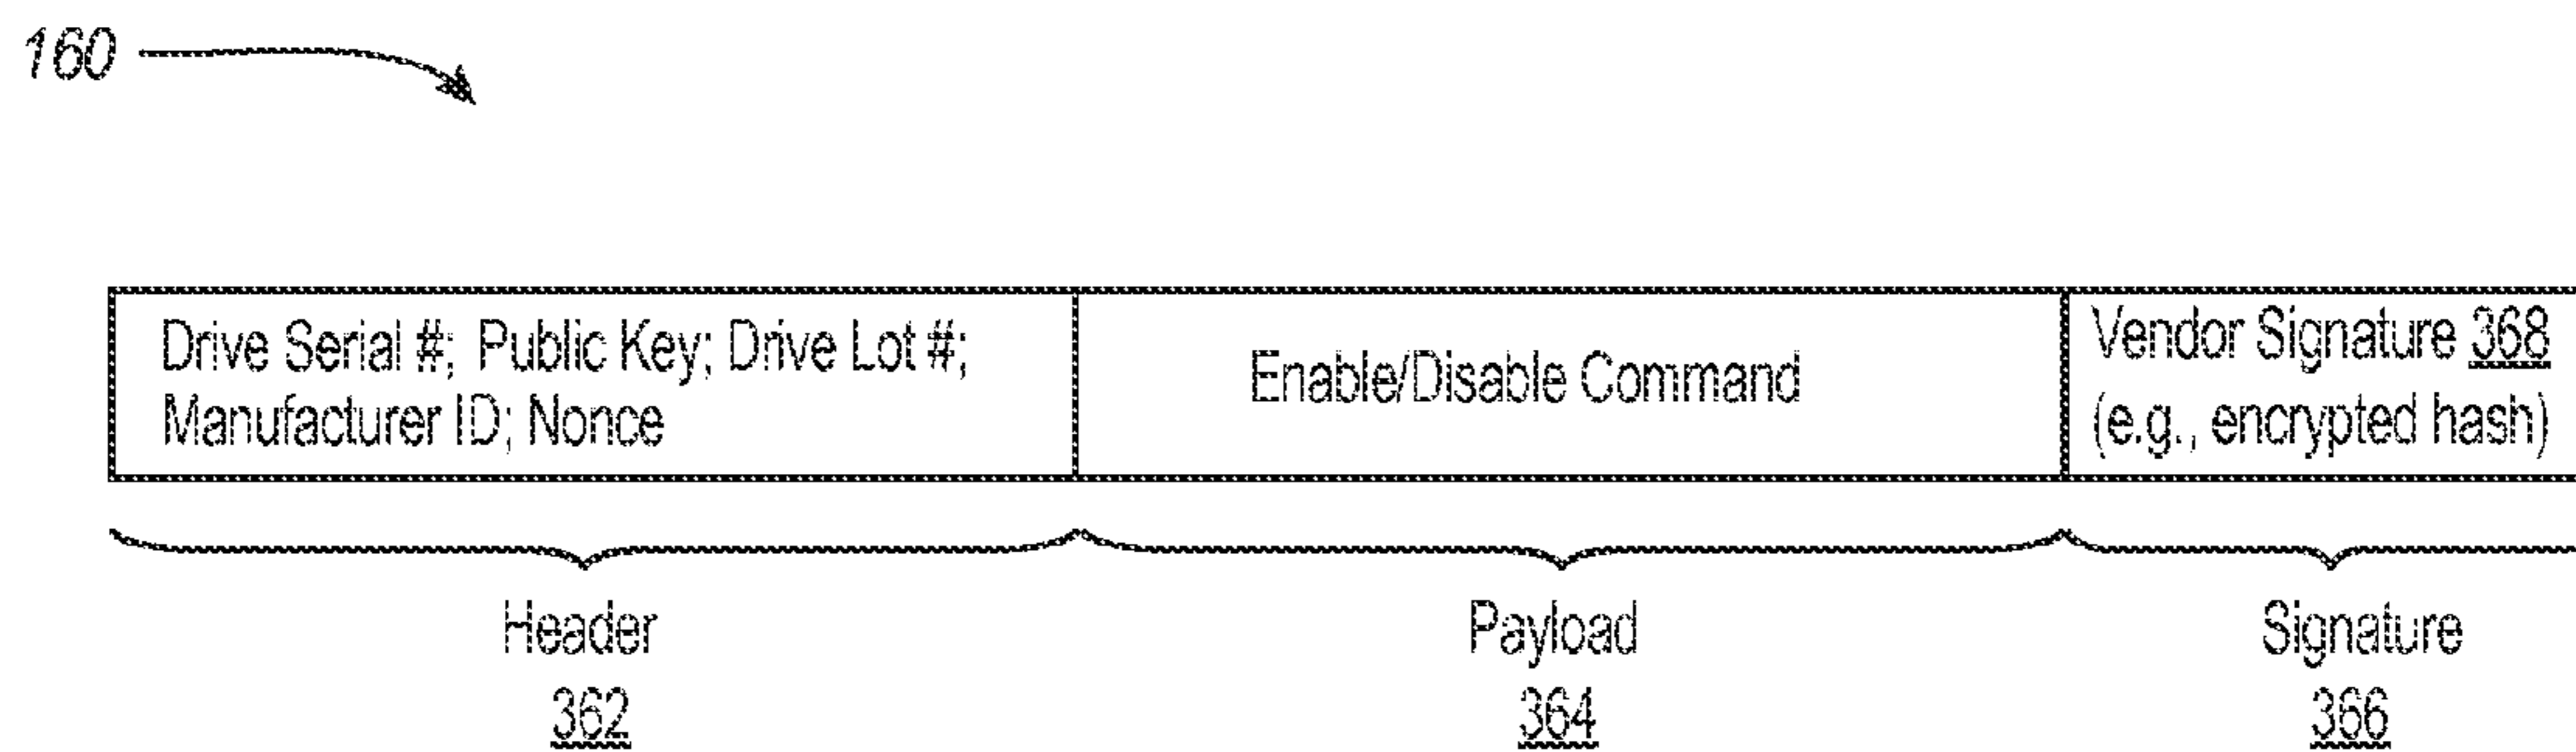 160
Drive Serial #; Public Key; Drive Lot #;
Manufacturer ID; Nonce
Enable/Disable Command
Vendor Signature 368
(e.g., encrypted hash)
Header
362
Payload
364
Signature
366